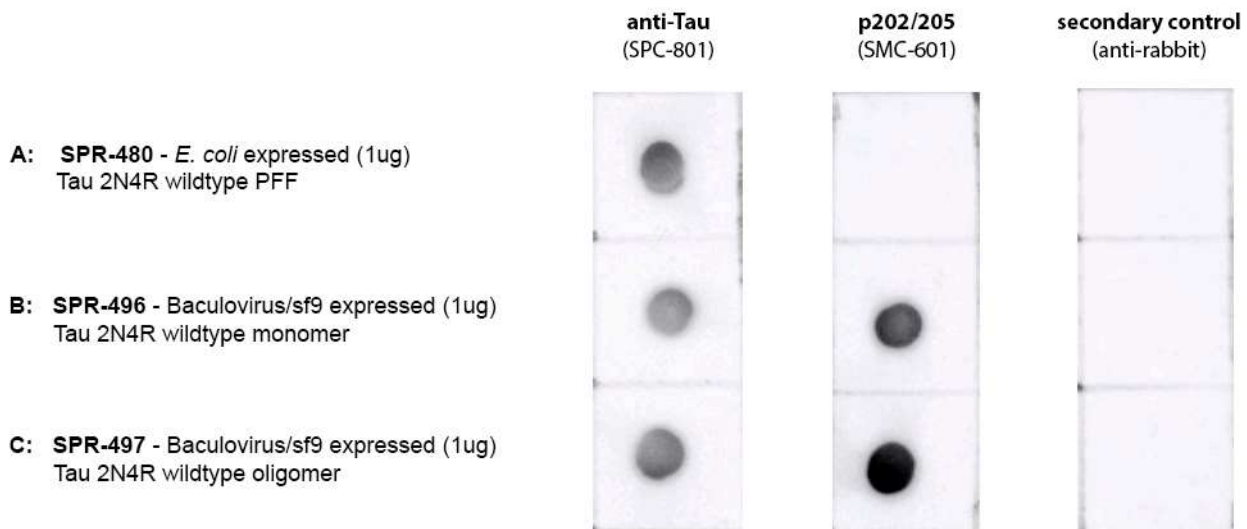 anti-Tau
(SPC-801)
p202/205
(SMC-601)
secondary control
(anti-rabbit)
A: SPR-480 - E. coli expressed (1ug)
Tau 2N4R wildtype PFF
B: SPR-496 - Baculovirus/sf9 expressed (1ug)
Tau 2N4R wildtype monomer
C: SPR-497 - Baculovirus/sf9 expressed (1ug)
Tau 2N4R wildtype oligomer